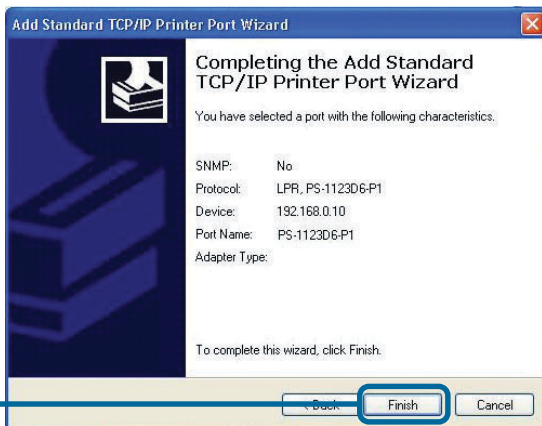 Add Standard TCP/IP Printer Port Wizard
Completing the Add Standard
TCP/IP Printer Port Wizard
You have selected a port with the following characteristics.
SNMP: No
Protocol: LPR, PS-1123D6-P1
Device: 192.168.0.10
Port Name: PS-1123D6-P1
Adapter Type:
To complete this wizard, click Finish.
< Back Finish Cancel